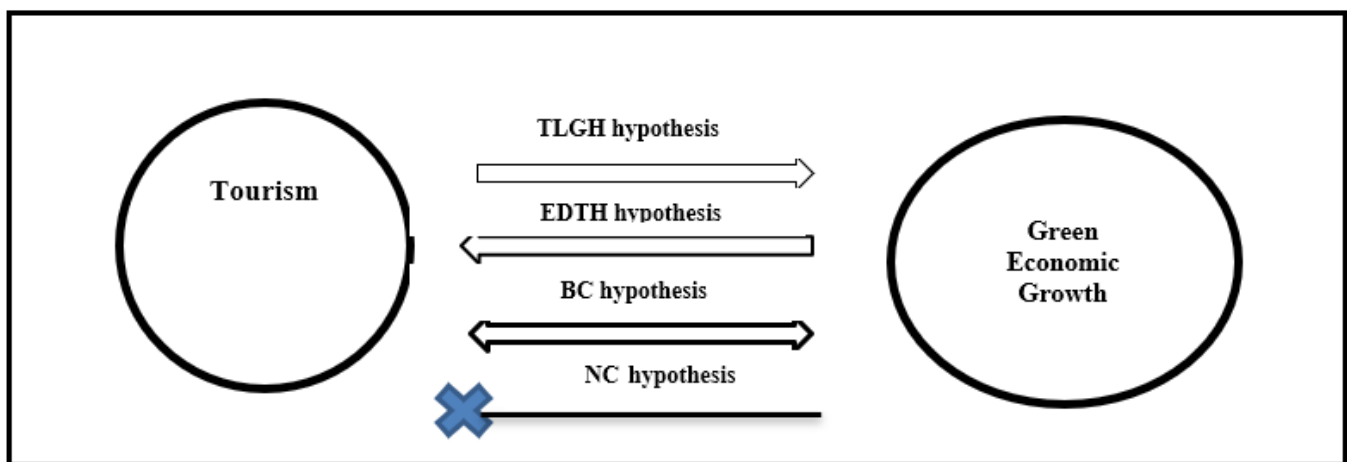 TLGH hypothesis
Tourism
EDTH hypothesis
Green
Economic
Growth
BC hypothesis
NC hypothesis